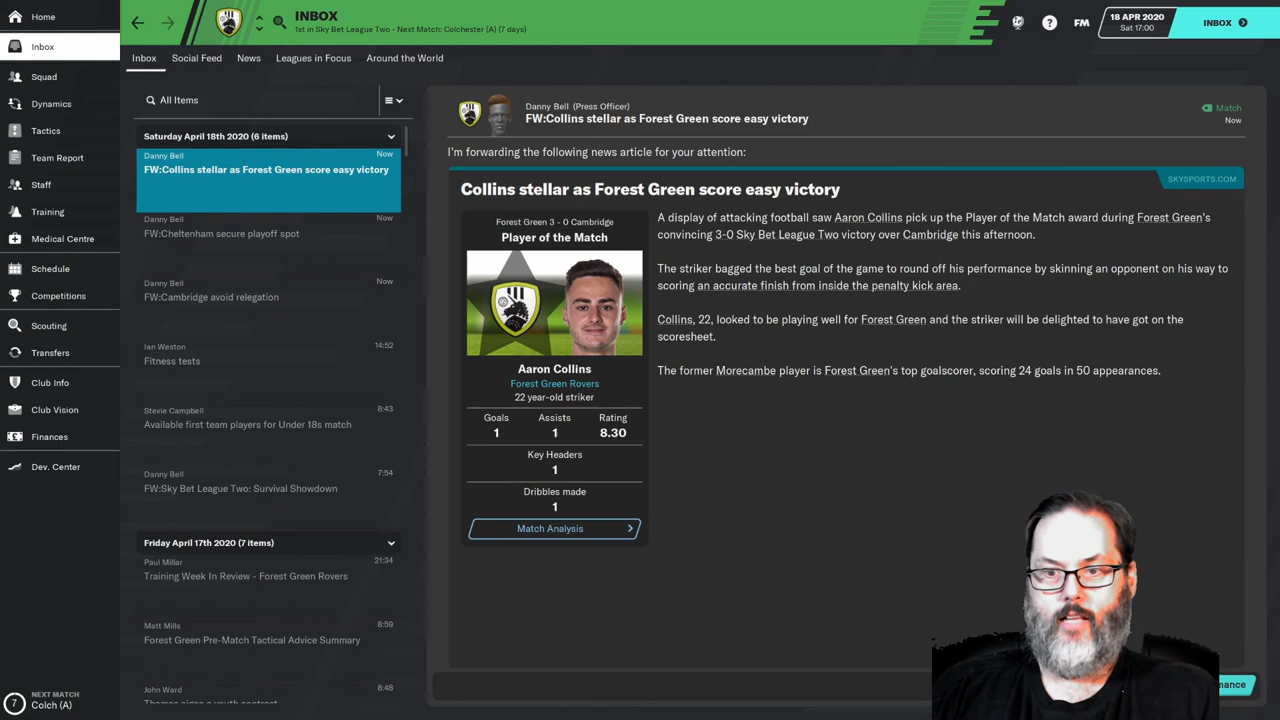 Home
Inbox
Squad
Dynamics
Tactics
Team Report
Staff
Training
Medical Centre
Schedule
Competitions
Scouting
Transfers
Club Info
Club Vision
Finances
Dev. Center
7
NEXT MATCH
Colch (A)
INBOX
1st in Sky Bet League Two - Next Match: Colchester (A) (7 days)
?
FM
18 APR 2020
Sat 17:00
INBOX
Inbox
Social Feed
News
Leagues in Focus
Around the World
All Items
Saturday April 18th 2020 (6 items)
Danny Bell Now
FW:Collins stellar as Forest Green score easy victory
Danny Bell Now
FW:Cheltenham secure playoff spot
Danny Bell Now
FW:Cambridge avoid relegation
Ian Weston 14:52
Fitness tests
Stevie Campbell 8:43
Available first team players for Under 18s match
Danny Bell 7:54
FW:Sky Bet League Two: Survival Showdown
Friday April 17th 2020 (7 items)
Paul Millar 21:34
Training Week In Review - Forest Green Rovers
Matt Mills 8:59
Forest Green Pre-Match Tactical Advice Summary
John Ward 8:48
Danny Bell (Press Officer)
FW:Collins stellar as Forest Green score easy victory
Match
Now
I'm forwarding the following news article for your attention:
SKYSPORTS.COM
Collins stellar as Forest Green score easy victory
Forest Green 3 - 0 Cambridge
Player of the Match
Aaron Collins
Forest Green Rovers
22 year-old striker
Goals Assists Rating
1 1 8.30
Key Headers
1
Dribbles made
1
Match Analysis
A display of attacking football saw Aaron Collins pick up the Player of the Match award during Forest Green's
convincing 3-0 Sky Bet League Two victory over Cambridge this afternoon.
The striker bagged the best goal of the game to round off his performance by skinning an opponent on his way to
scoring an accurate finish from inside the penalty kick area.
Collins, 22, looked to be playing well for Forest Green and the striker will be delighted to have got on the
scoresheet.
The former Morecambe player is Forest Green's top goalscorer, scoring 24 goals in 50 appearances.
mance